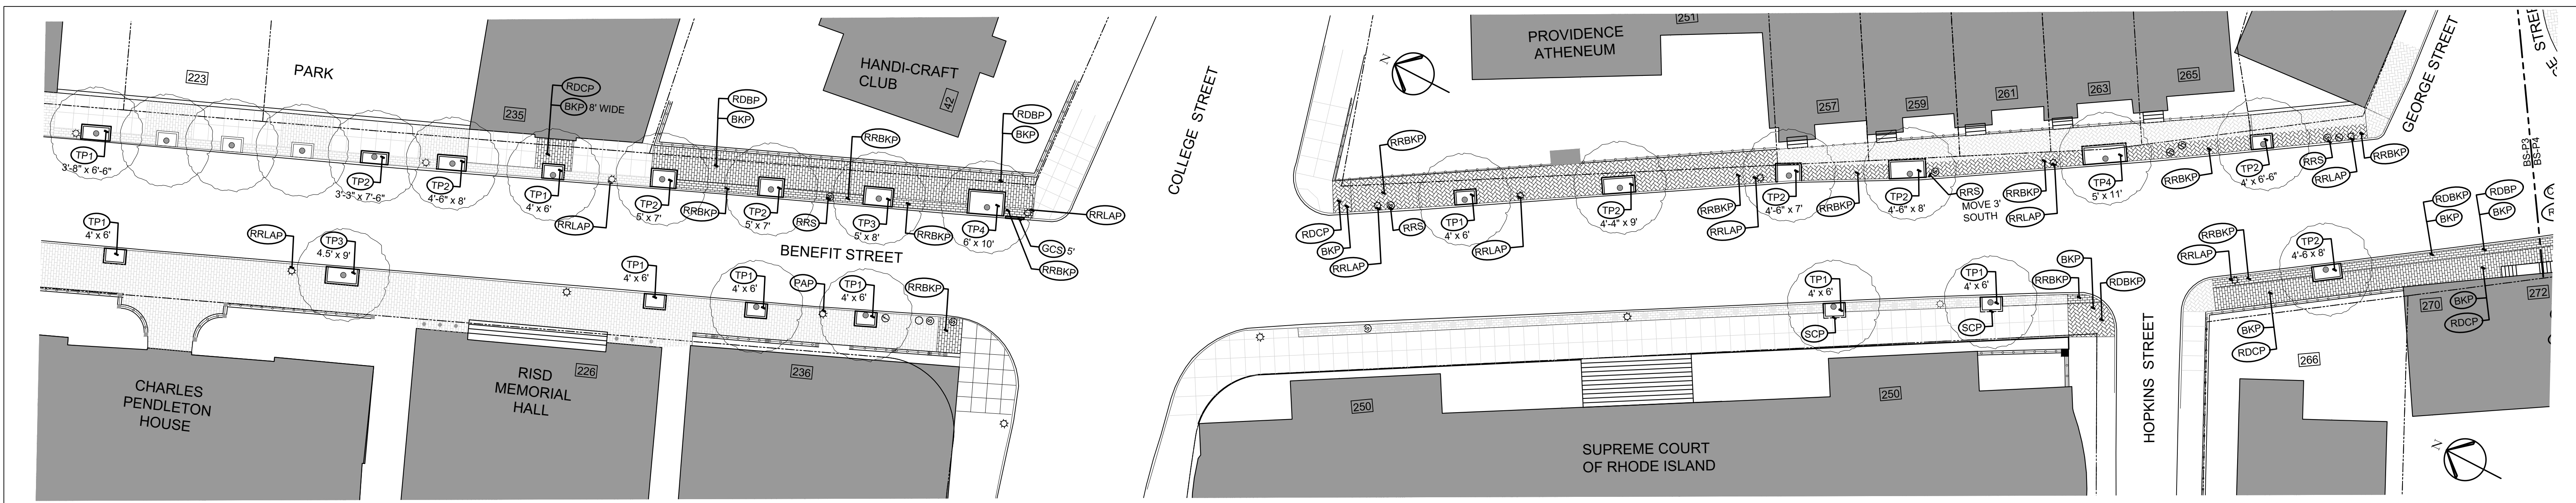 223
PARK
235
RDCP
BKP 8' WIDE
HANDI-CRAFT
CLUB
42
RDBP
BKP
RDBP
BKP
RRBKP
TP1
3'-8" x 6'-6"
TP2
3'-3" x 7'-6"
TP2
4'-6" x 8'
TP1
4' x 6'
RRLAP
TP2
5' x 7'
RRBKP
TP2
5' x 7'
RRS
TP3
5' x 8'
RRBKP
TP4
6' x 10'
RRLAP
GCS 5'
RRBKP
BENEFIT STREET
COLLEGE STREET
TP1
4' x 6'
RRLAP
TP3
4.5' x 9'
TP1
4' x 6'
TP1
4' x 6'
PAP
TP1
4' x 6'
RRBKP
CHARLES
PENDLETON
HOUSE
RISD
MEMORIAL
HALL
226
236
N
PROVIDENCE
ATHENEUM
251
257
259
261
263
265
GEORGE STREET
BS-P3
BS-P4
RRBKP
RDCP
BKP
RRLAP
RRS
TP1
4' x 6'
RRLAP
TP2
4'-4" x 9'
RRBKP
RRLAP
TP2
4'-6" x 7'
RRBKP
TP2
4'-6" x 8'
RRS
MOVE 3'
SOUTH
RRBKP
RRLAP
TP4
5' x 11'
RRBKP
TP2
4' x 6'-6"
RRS
RRLAP
RRBKP
TP1
4' x 6'
SCP
TP1
4' x 6'
SCP
BKP
RRBKP
RDBKP
250
250
SUPREME COURT
OF RHODE ISLAND
HOPKINS STREET
RRBKP
RRLAP
TP2
4'-6 x 8'
RDBKP
BKP
RDBP
BKP
BKP
RDCP
BKP
RDCP
266
270
272
N